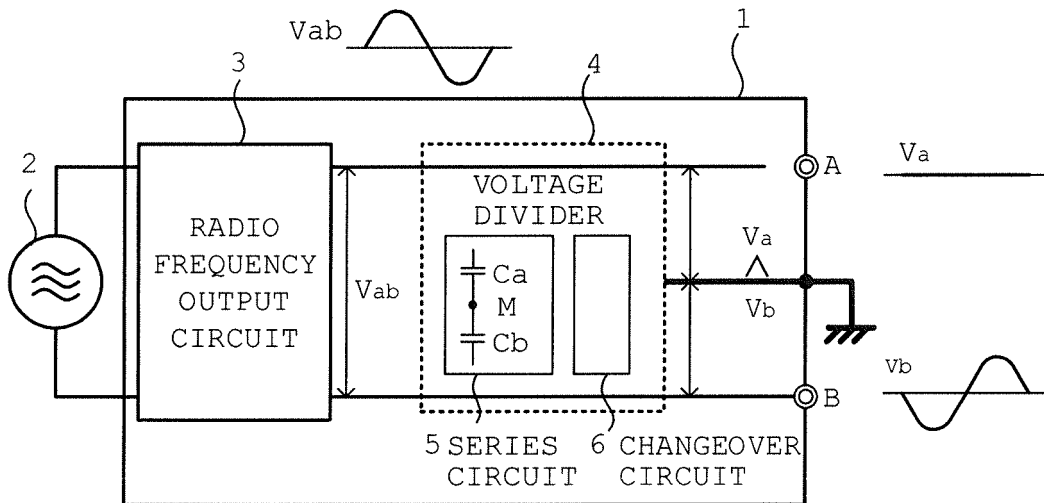 Vab
1
3
4
2
A
Va
VOLTAGE
DIVIDER
RADIO
FREQUENCY
OUTPUT
CIRCUIT
Vab
Ca
M
Cb
Va
Vb
Vb
B
5 SERIES
CIRCUIT
6 CHANGEOVER
CIRCUIT